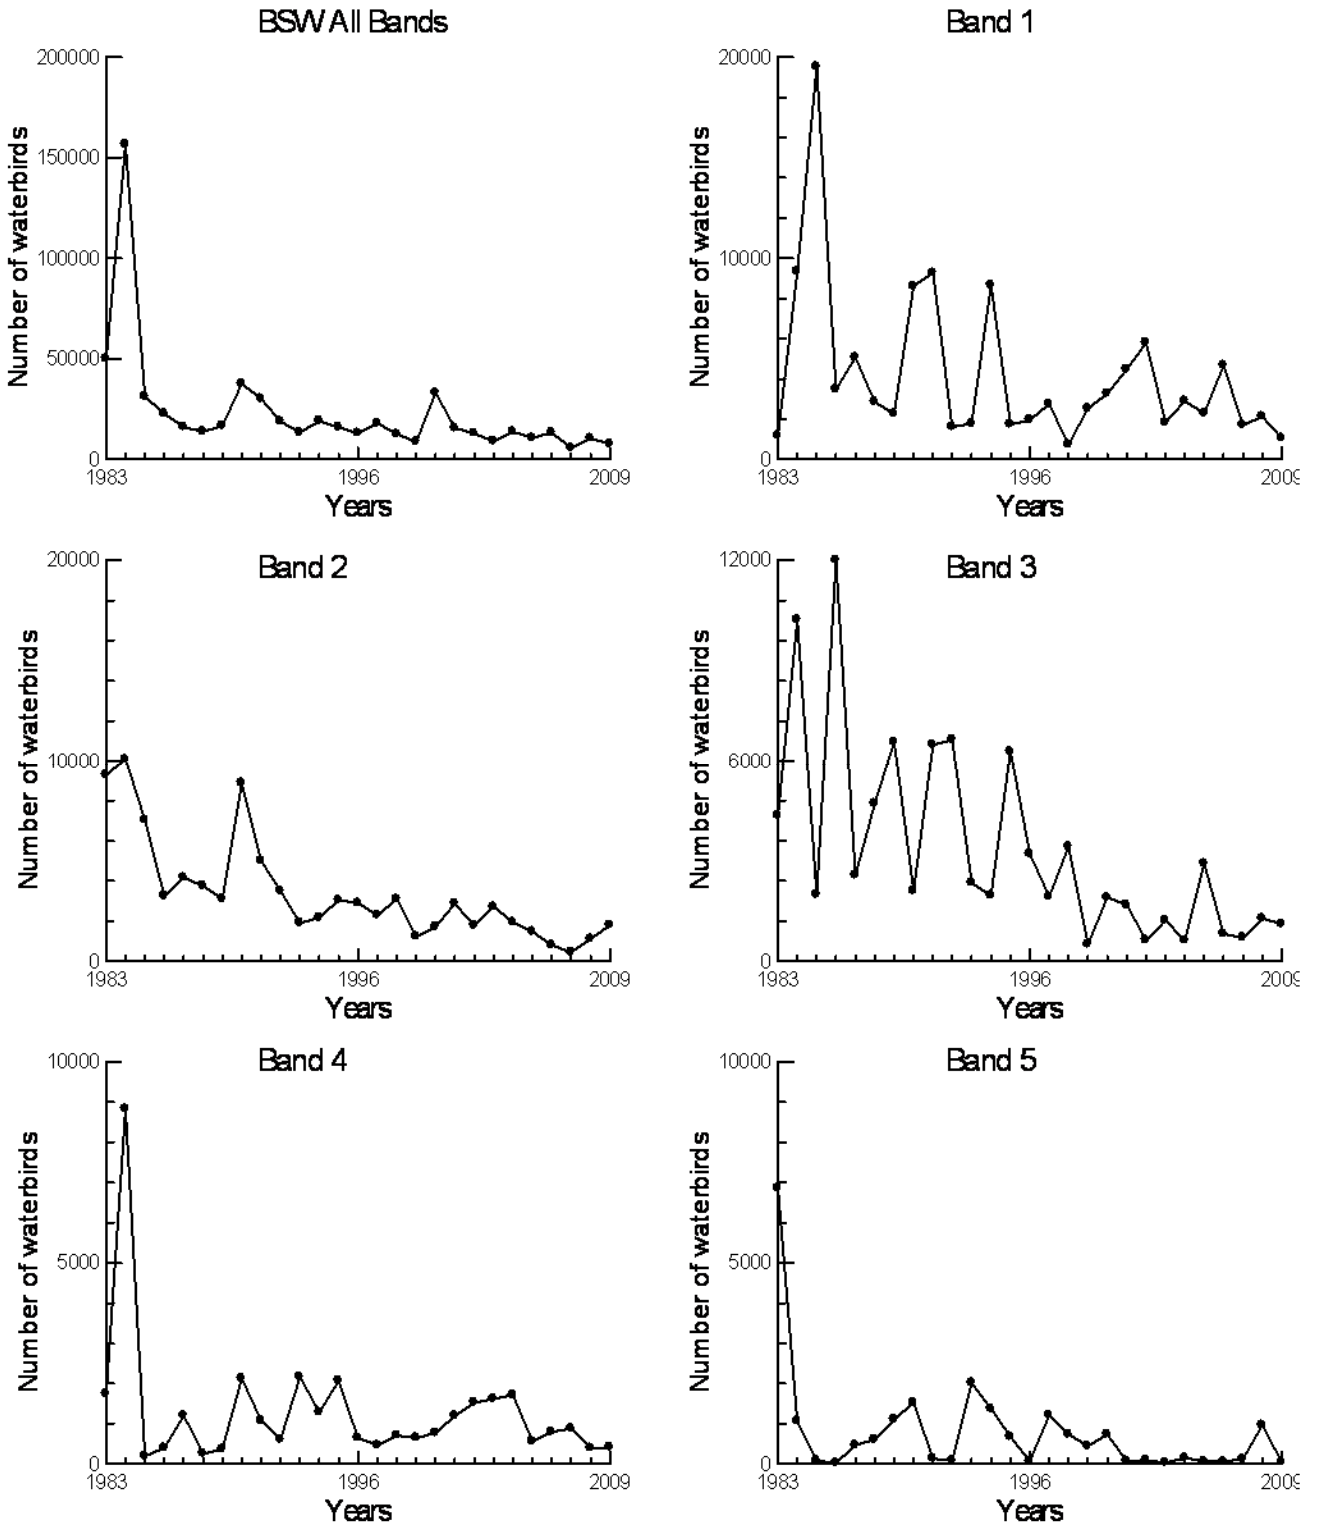 BSW All Bands
Number of waterbirds
200000
150000
100000
50000
0
1983
1996
2009
Years
Band 1
Number of waterbirds
20000
10000
0
1983
1996
2009
Years
Band 2
Number of waterbirds
20000
10000
0
1983
1996
2009
Years
Band 3
Number of waterbirds
12000
6000
0
1983
1996
2009
Years
Band 4
Number of waterbirds
10000
5000
0
1983
1996
2009
Years
Band 5
Number of waterbirds
10000
5000
0
1983
1996
2009
Years